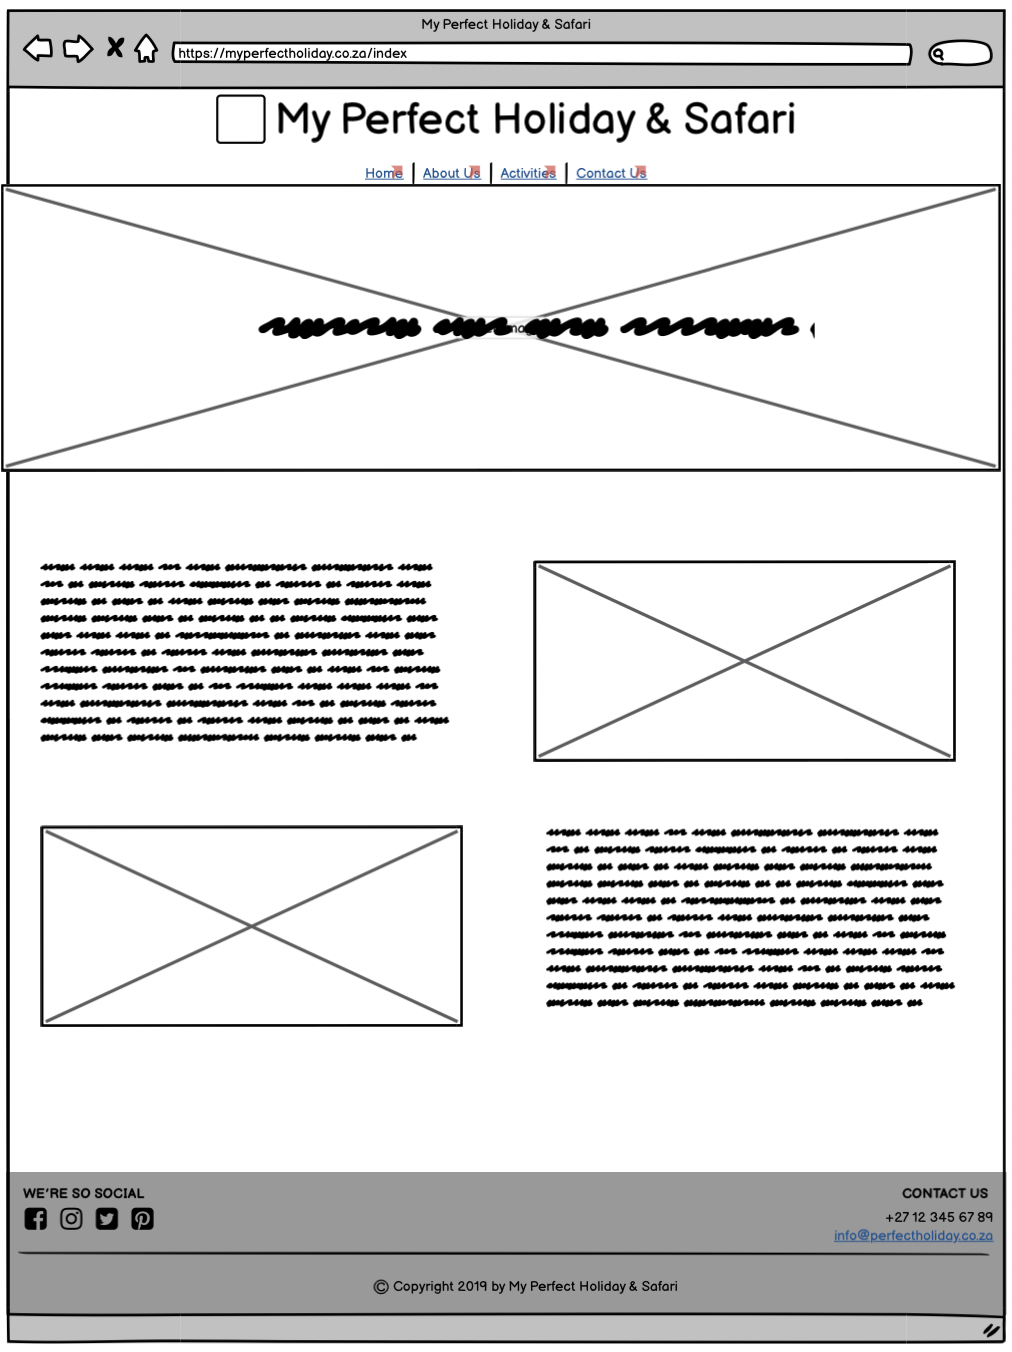 My Perfect Holiday & Safari
https://myperfectholiday.co.za/index
My Perfect Holiday & Safari
Home | About Us | Activities | Contact Us
WE'RE SO SOCIAL
CONTACT US
+27 12 345 67 89
info@perfectholiday.co.za
© Copyright 2019 by My Perfect Holiday & Safari